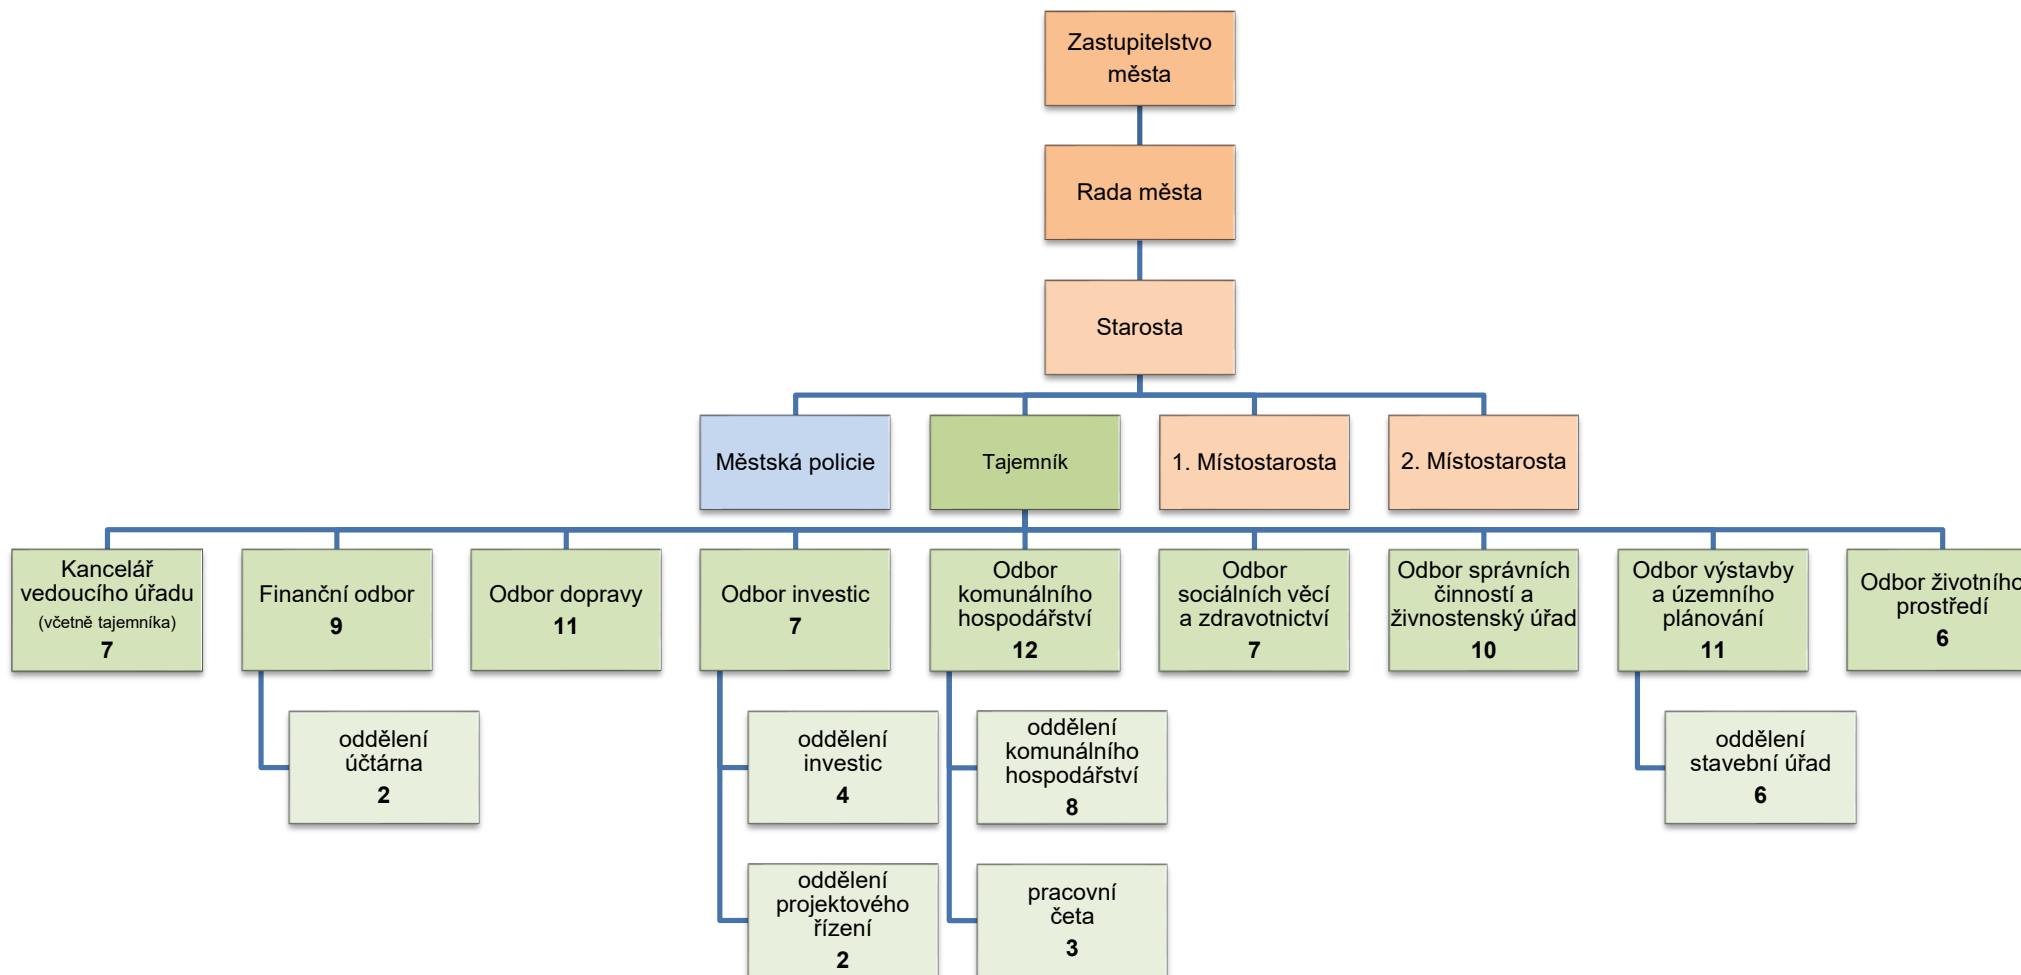 Zastupitelstvo
města
Rada města
Starosta
Městská policie
Tajemník
1. Místostarosta
2. Místostarosta
Kancelář
vedoucího úřadu
(včetně tajemníka)
7
Finanční odbor
9
Odbor dopravy
11
Odbor investic
7
Odbor
komunálního
hospodářství
12
Odbor
sociálních věcí
a zdravotnictví
7
Odbor správních
činností a
živnostenský úřad
10
Odbor výstavby
a územního
plánování
11
Odbor životního
prostředí
6
oddělení
účtárna
2
oddělení
investic
4
oddělení
komunálního
hospodářství
8
oddělení
stavební úřad
6
oddělení
projektového
řízení
2
pracovní
četa
3